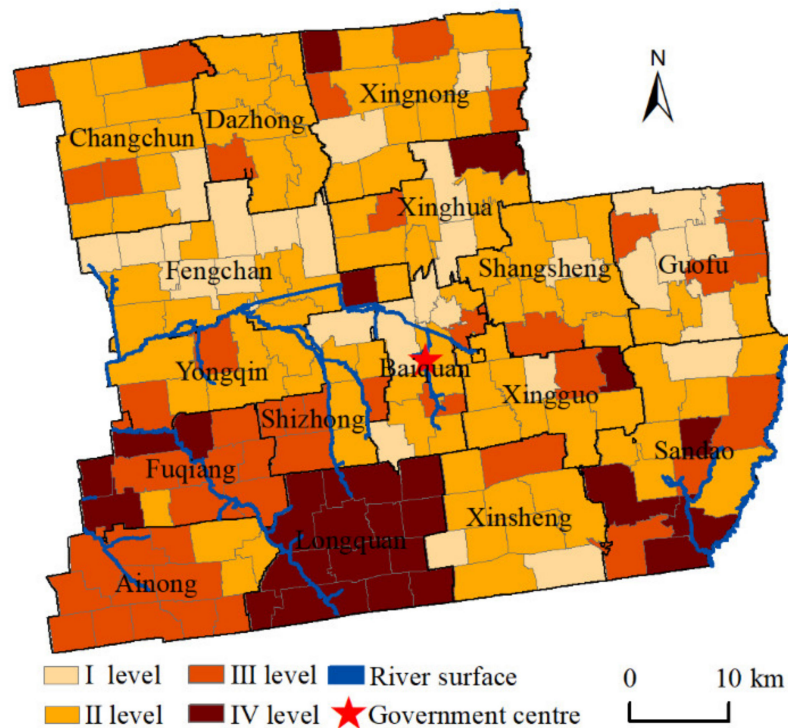 N
Xingnong
Dazhong
Changchun
Xinghua
Fengchan
Shangsheng
Guofu
Yongqin
Baiquan
Xingguo
Shizhong
Sandao
Fuqiang
Xinsheng
Longquan
Ainong
I level
III level
River surface
0 10 km
II level
IV level
Government centre